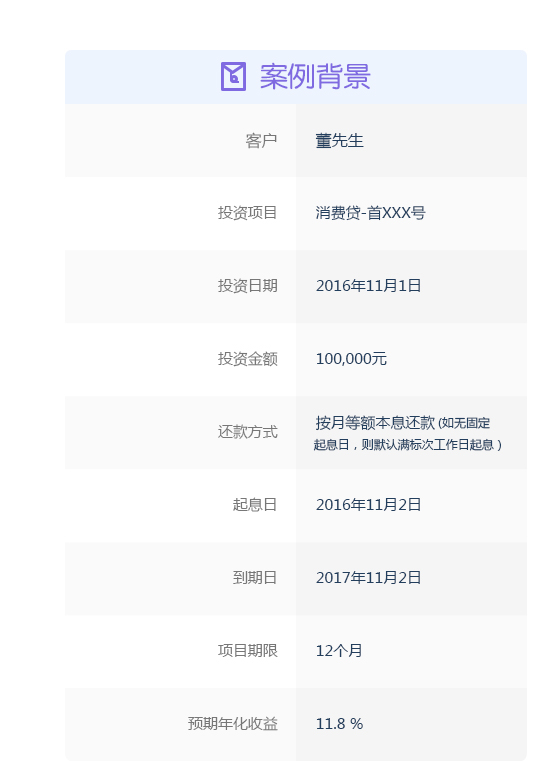 案例背景
客户 董先生
投资项目 消费贷-首XXX号
投资日期 2016年11月1日
投资金额 100,000元
还款方式 按月等额本息还款 (如无固定
起息日，则默认满标次工作日起息 )
起息日 2016年11月2日
到期日 2017年11月2日
项目期限 12个月
预期年化收益 11.8 %